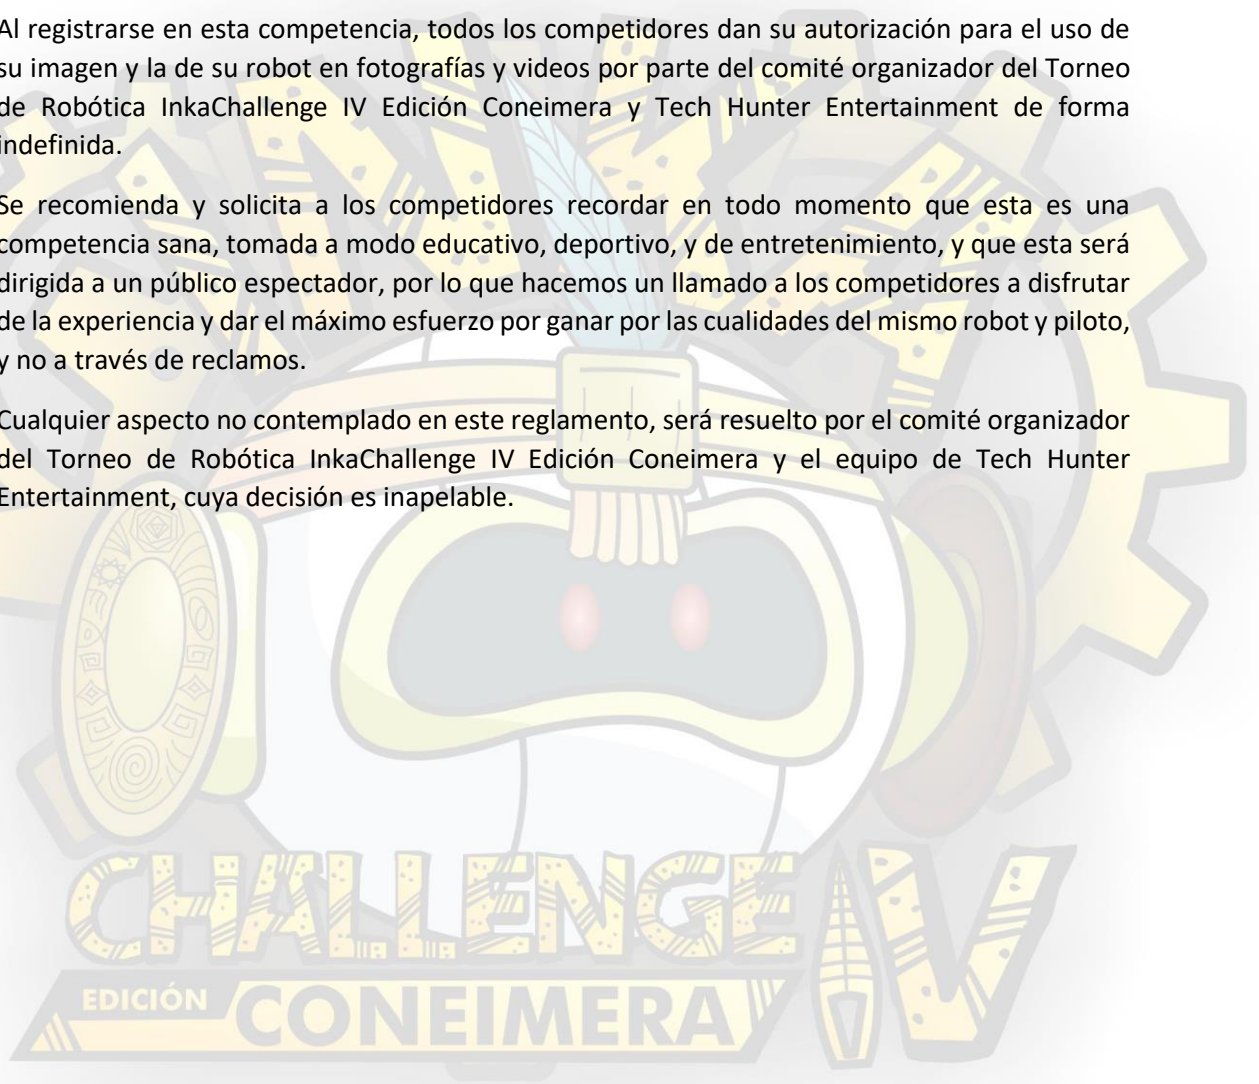 Al registrarse en esta competencia, todos los competidores dan su autorización para el uso de
su imagen y la de su robot en fotografías y videos por parte del comité organizador del Torneo
de Robótica InkaChallenge IV Edición Coneimera y Tech Hunter Entertainment de forma
indefinida.
Se recomienda y solicita a los competidores recordar en todo momento que esta es una
competencia sana, tomada a modo educativo, deportivo, y de entretenimiento, y que esta será
dirigida a un público espectador, por lo que hacemos un llamado a los competidores a disfrutar
de la experiencia y dar el máximo esfuerzo por ganar por las cualidades del mismo robot y piloto,
y no a través de reclamos.
Cualquier aspecto no contemplado en este reglamento, será resuelto por el comité organizador
del Torneo de Robótica InkaChallenge IV Edición Coneimera y el equipo de Tech Hunter
Entertainment, cuya decisión es inapelable.
INKA
CHALLENGE IV
EDICIÓN CONEIMERA